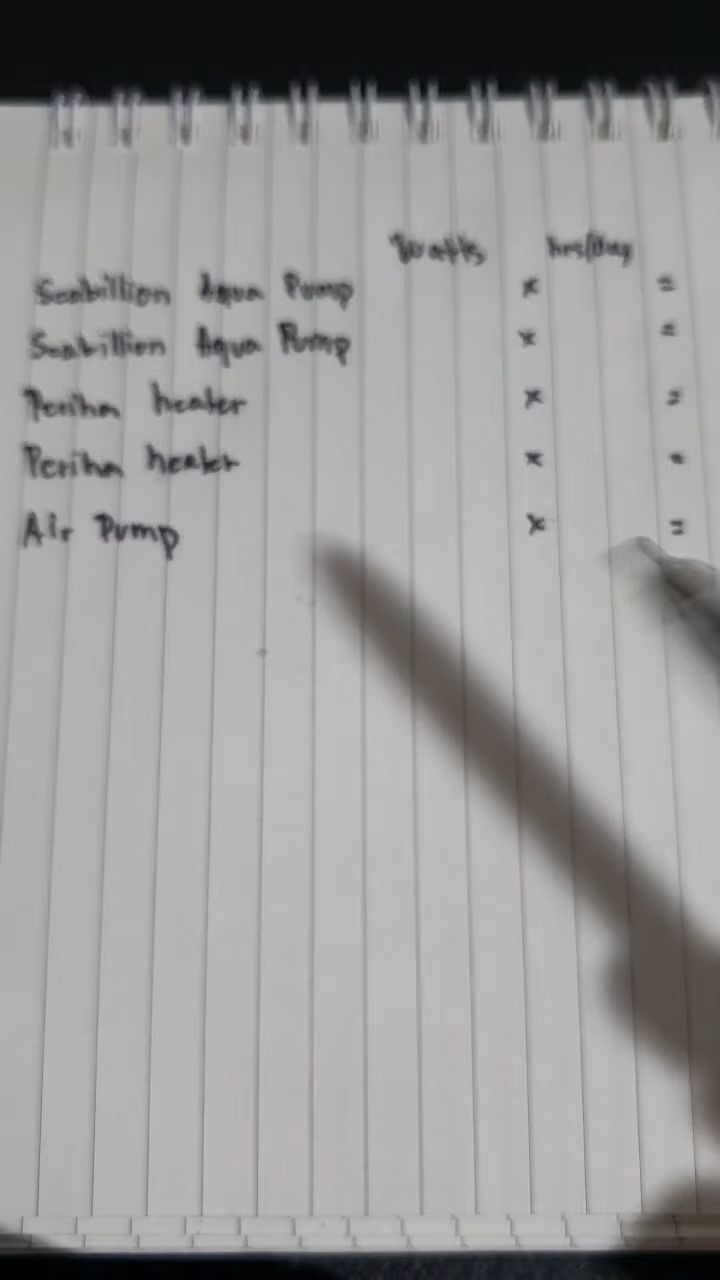 Watts hrs/day
Seabillion Aqua Pump x =
Seabillion Aqua Pump x =
Periha heater x =
Periha heater x =
Air Pump x =